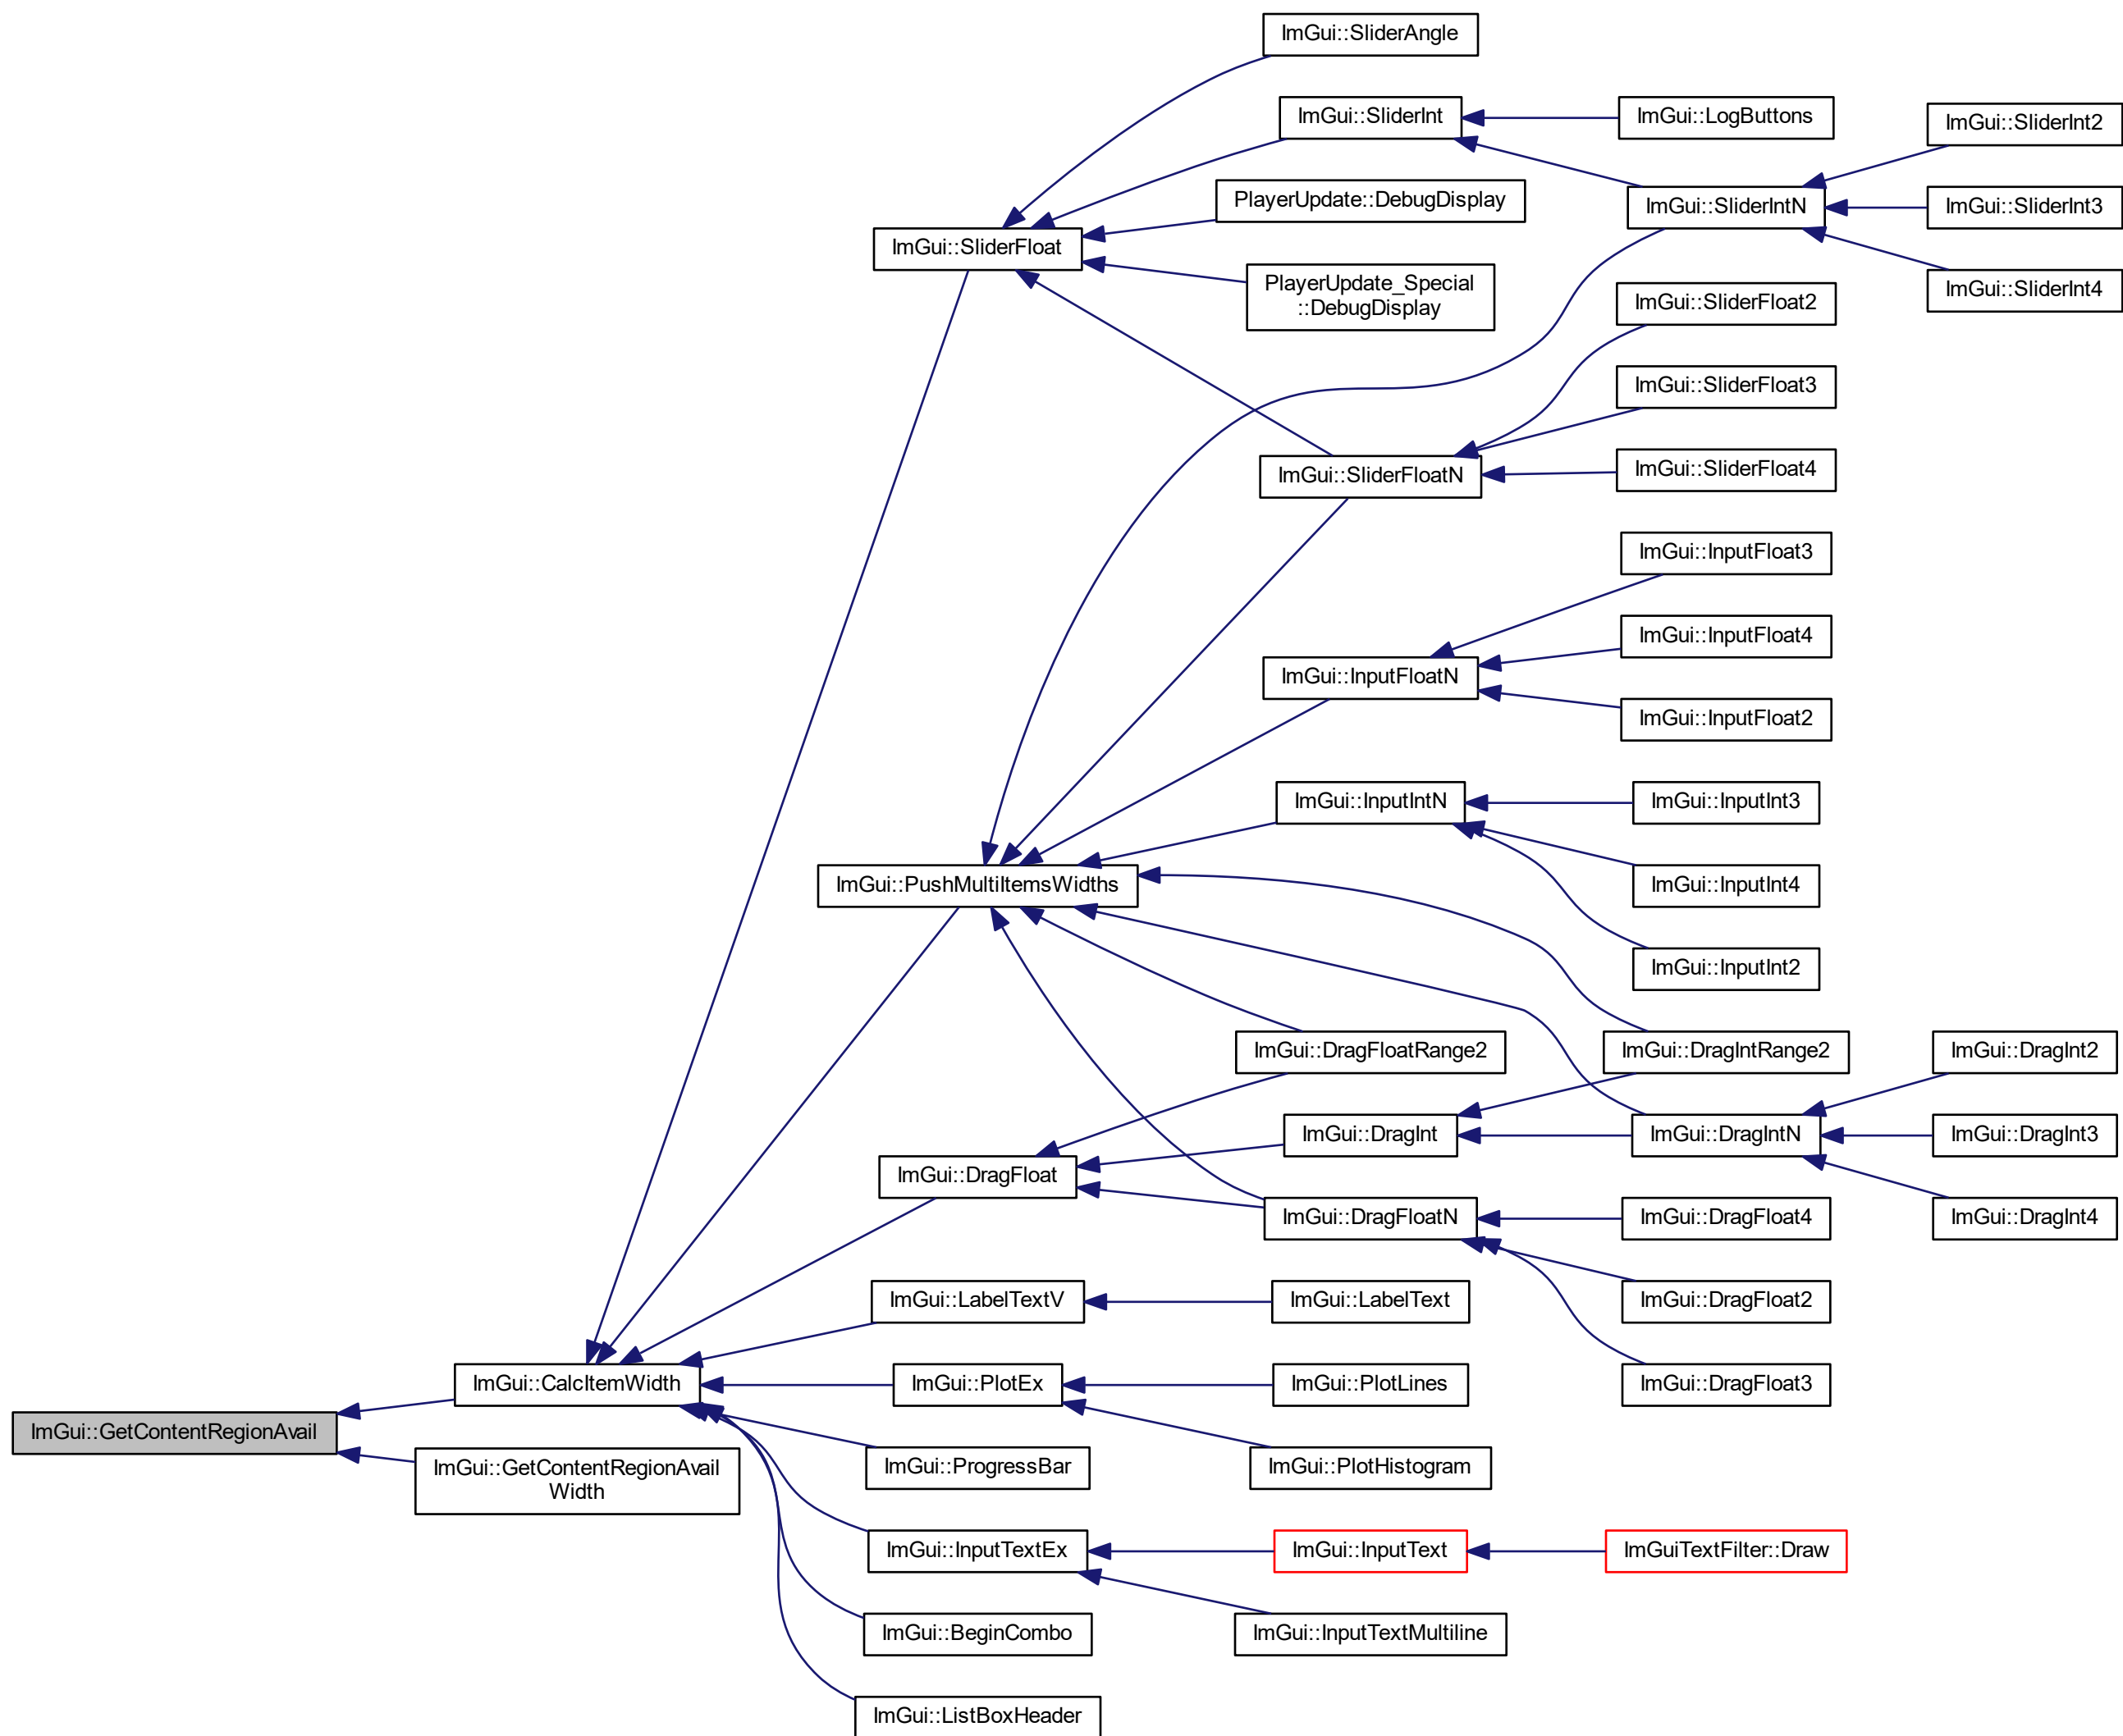 ImGui::SliderAngle
ImGui::SliderInt
ImGui::LogButtons
ImGui::SliderInt2
PlayerUpdate::DebugDisplay
ImGui::SliderIntN
ImGui::SliderInt3
ImGui::SliderFloat
PlayerUpdate_Special
::DebugDisplay
ImGui::SliderFloat2
ImGui::SliderInt4
ImGui::SliderFloat3
ImGui::SliderFloatN
ImGui::SliderFloat4
ImGui::InputFloat3
ImGui::InputFloat4
ImGui::InputFloatN
ImGui::InputFloat2
ImGui::InputIntN
ImGui::InputInt3
ImGui::PushMultiItemsWidths
ImGui::InputInt4
ImGui::InputInt2
ImGui::DragFloatRange2
ImGui::DragIntRange2
ImGui::DragInt2
ImGui::DragInt
ImGui::DragIntN
ImGui::DragInt3
ImGui::DragFloat
ImGui::DragFloatN
ImGui::DragFloat4
ImGui::DragInt4
ImGui::LabelTextV
ImGui::LabelText
ImGui::DragFloat2
ImGui::CalcItemWidth
ImGui::PlotEx
ImGui::PlotLines
ImGui::DragFloat3
ImGui::GetContentRegionAvail
ImGui::GetContentRegionAvail
Width
ImGui::ProgressBar
ImGui::PlotHistogram
ImGui::InputTextEx
ImGui::InputText
ImGuiTextFilter::Draw
ImGui::BeginCombo
ImGui::InputTextMultiline
ImGui::ListBoxHeader